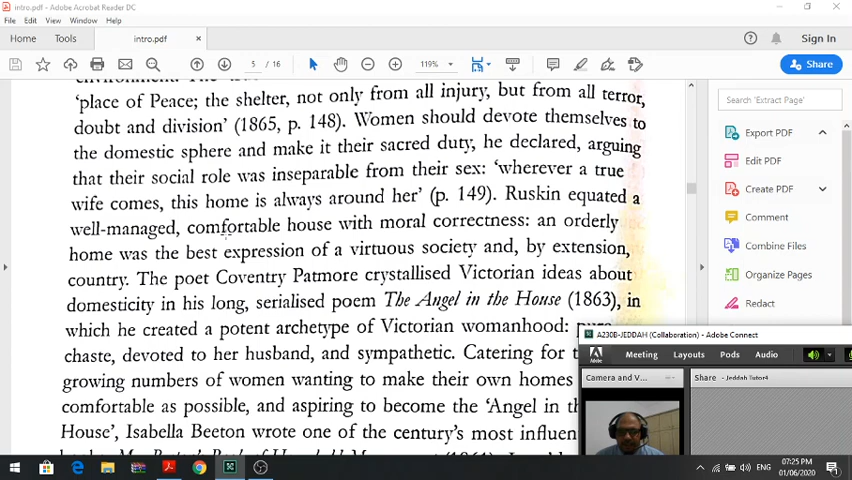 intro.pdf - Adobe Acrobat Reader DC
File Edit View Window Help
Home Tools intro.pdf × Sign In
5 / 16 119% Share
'place of Peace; the shelter, not only from all injury, but from all terror,
doubt and division' (1865, p. 148). Women should devote themselves to
the domestic sphere and make it their sacred duty, he declared, arguing
that their social role was inseparable from their sex: 'wherever a true
wife comes, this home is always around her' (p. 149). Ruskin equated a
well-managed, comfortable house with moral correctness: an orderly
home was the best expression of a virtuous society and, by extension,
country. The poet Coventry Patmore crystallised Victorian ideas about
domesticity in his long, serialised poem The Angel in the House (1863), in
which he created a potent archetype of Victorian womanhood:
chaste, devoted to her husband, and sympathetic. Catering for
growing numbers of women wanting to make their own homes
comfortable as possible, and aspiring to become the 'Angel in
House', Isabella Beeton wrote one of the century's most
Search 'Extract Page'...
Export PDF
Edit PDF
Create PDF
Comment
Combine Files
Organize Pages
Redact
A230B-JEDDAH (Collaboration) - Adobe Connect
Meeting Layouts Pods Audio
Camera and V... Share - Jeddah Tutor4
ENG
07:25 PM
01/06/2020